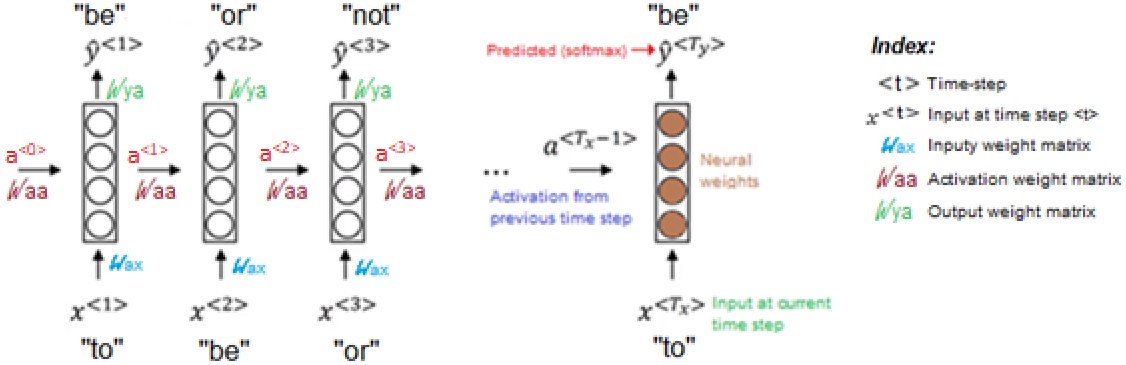 "be" "or" "not" "be"
ŷ<1> ŷ<2> ŷ<3> Predicted (softmax) ŷ<Ty>
Wya Wya Wya
a<0> a<1> a<2> a<3> ... a<Tx-1>
Waa Waa Waa Waa
Activation from
previous time step
Neural
weights
Wax Wax Wax
x<1> x<2> x<3> x<Tx> Input at current
time step
"to" "be" "or" "to"
Index:
<t> Time-step
x<t> Input at time step <t>
Wax Inputy weight matrix
Waa Activation weight matrix
Wya Output weight matrix